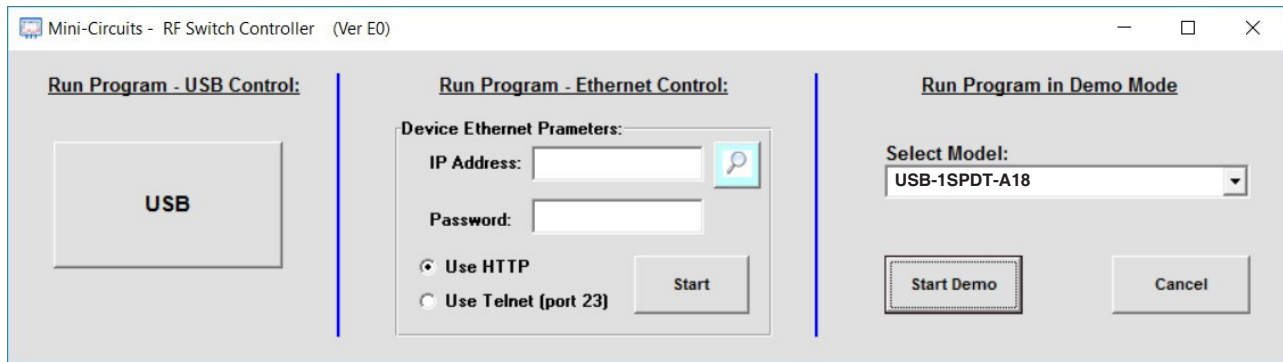 Mini-Circuits - RF Switch Controller (Ver E0)
Run Program - USB Control:
USB
Run Program - Ethernet Control:
Device Ethernet Prameters:
IP Address:
Password:
Use HTTP
Use Telnet (port 23)
Start
Run Program in Demo Mode
Select Model:
USB-1SPDT-A18
Start Demo
Cancel